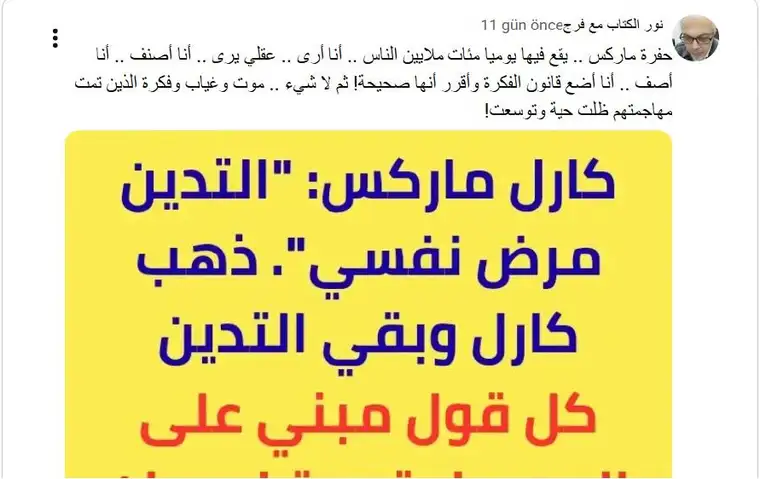 نور الكتاب مع فرج 11 gün önce
حفرة ماركس .. يقع فيها يوميا مئات ملايين الناس .. أنا أرى .. عقلي يرى .. أنا أصنف .. أنا
أصف .. أنا أضع قانون الفكرة وأقرر أنها صحيحة! ثم لا شيء .. موت وغياب وفكرة الذين تمت
مهاجمتهم ظلت حية وتوسعت!
كارل ماركس: "التدين
مرض نفسي". ذهب
كارل وبقي التدين
كل قول مبني على